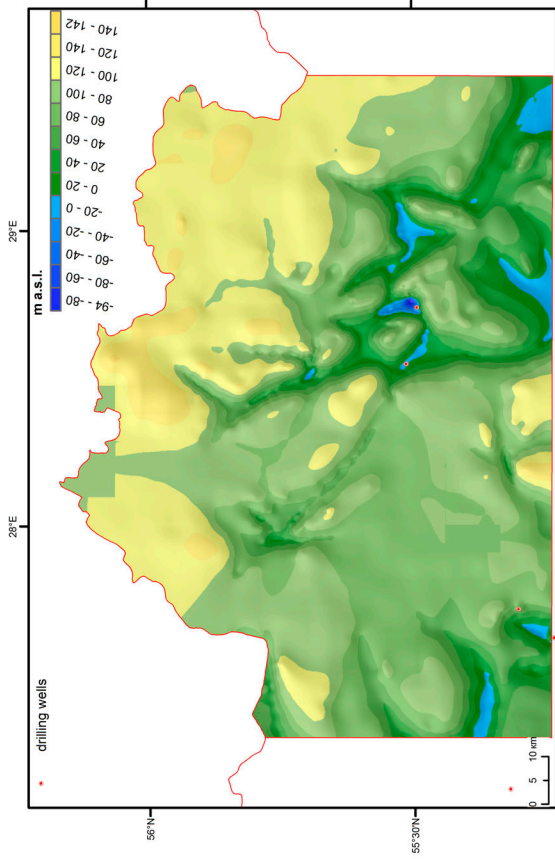 m a.s.l.
-94 - -80
-80 - -60
-60 - -40
-40 - -20
-20 - 0
0 - 20
20 - 40
40 - 60
60 - 80
80 - 100
100 - 120
120 - 140
140 - 142
drilling wells
28°E
29°E
56°N
55°30'N
0 5 10 км